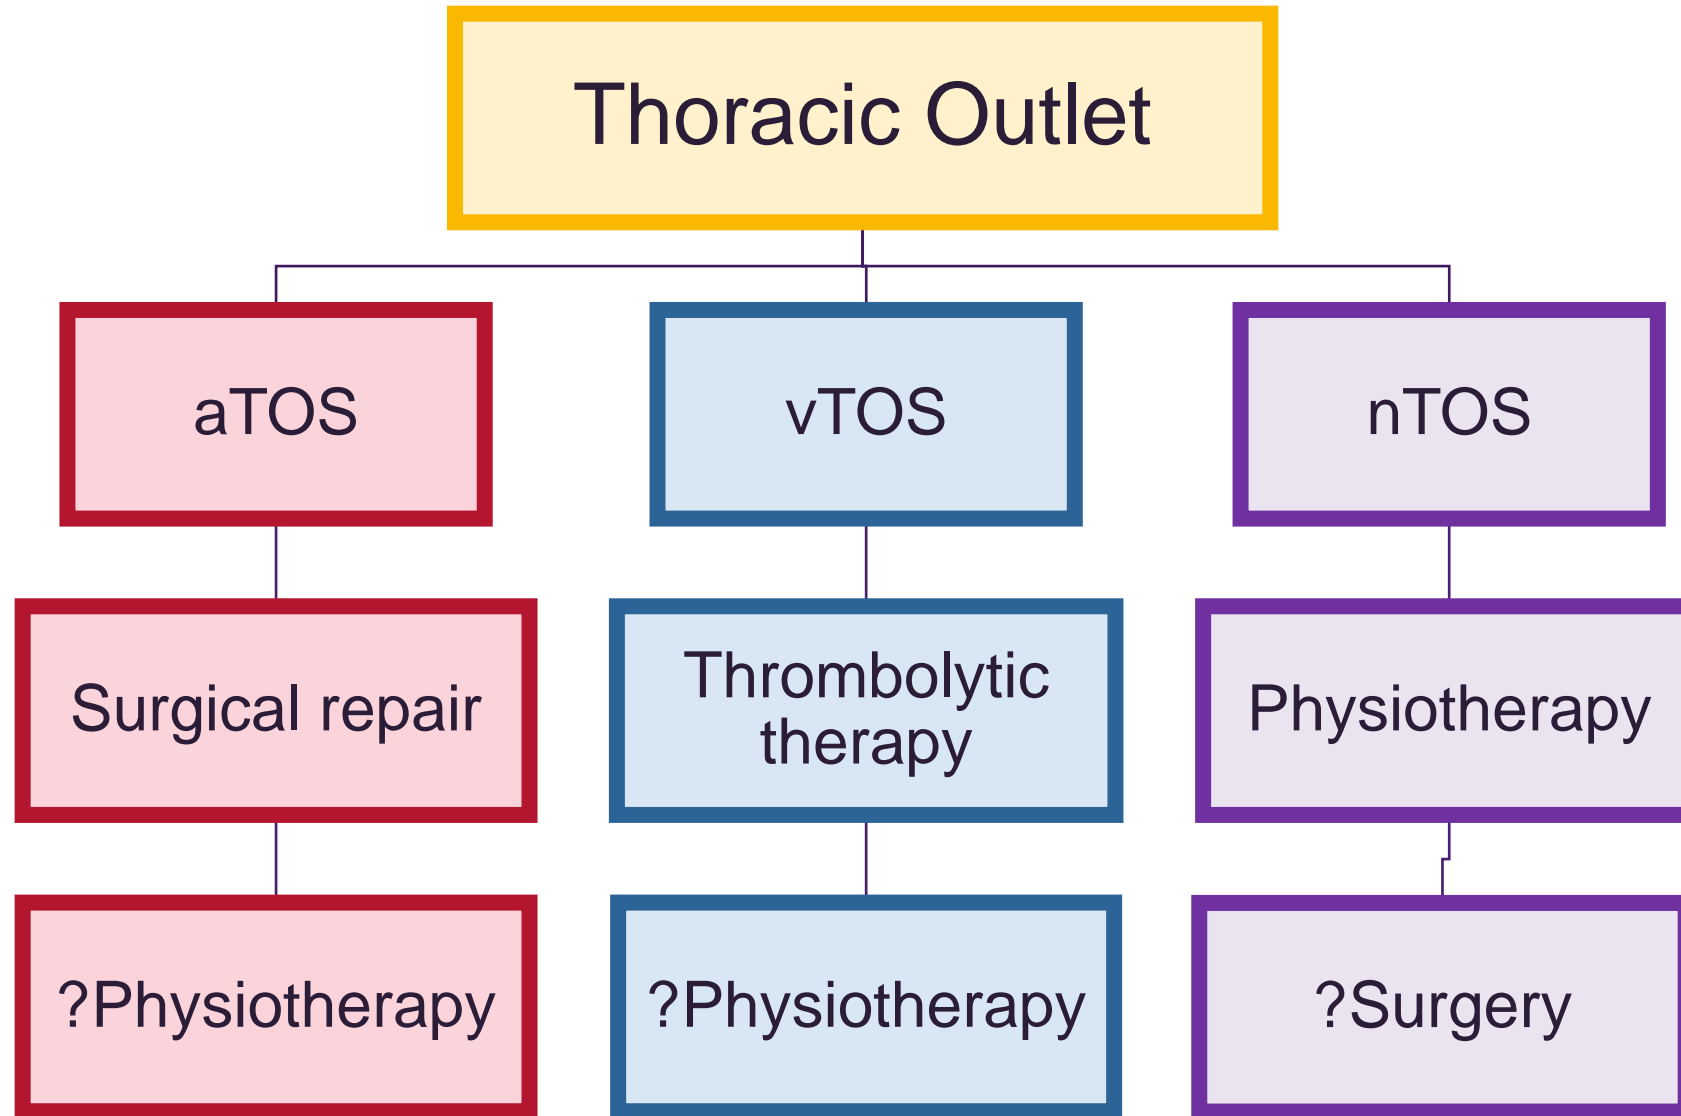 Thoracic Outlet
aTOS
vTOS
nTOS
Surgical repair
Thrombolytic
therapy
Physiotherapy
?Physiotherapy
?Physiotherapy
?Surgery